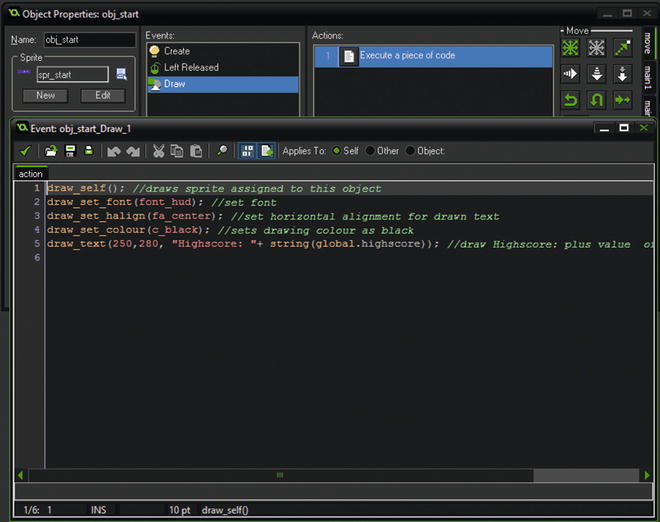 Object Properties: obj_start
Name: obj_start
Sprite
spr_start
New Edit
Events:
Create
Left Released
Draw
Actions:
1 Execute a piece of code
Move
move
main1
Event: obj_start_Draw_1
Applies To: Self Other Object:
action
1 draw_self(); //draws sprite assigned to this object
2 draw_set_font(font_hud); //set font
3 draw_set_halign(fa_center); //set horizontal alignment for drawn text
4 draw_set_colour(c_black); //sets drawing colour as black
5 draw_text(250,280, "Highscore: "+ string(global.highscore)); //draw Highscore: plus value
6
1/6: 1 INS 10 pt draw_self()